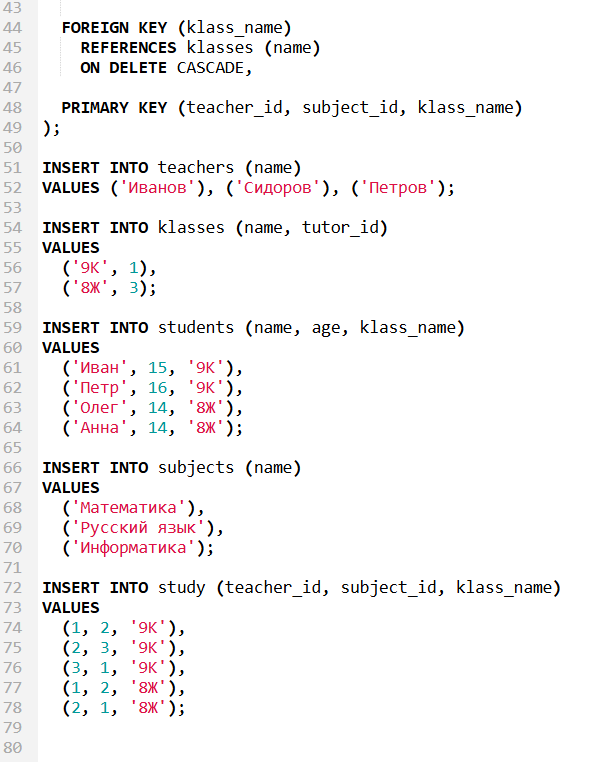 43
44   FOREIGN KEY (klass_name)
45     REFERENCES klasses (name)
46     ON DELETE CASCADE,
47
48   PRIMARY KEY (teacher_id, subject_id, klass_name)
49 );
50
51 INSERT INTO teachers (name)
52 VALUES ('Иванов'), ('Сидоров'), ('Петров');
53
54 INSERT INTO klasses (name, tutor_id)
55 VALUES
56   ('9К', 1),
57   ('8Ж', 3);
58
59 INSERT INTO students (name, age, klass_name)
60 VALUES
61   ('Иван', 15, '9К'),
62   ('Петр', 16, '9К'),
63   ('Олег', 14, '8Ж'),
64   ('Анна', 14, '8Ж');
65
66 INSERT INTO subjects (name)
67 VALUES
68   ('Математика'),
69   ('Русский язык'),
70   ('Информатика');
71
72 INSERT INTO study (teacher_id, subject_id, klass_name)
73 VALUES
74   (1, 2, '9К'),
75   (2, 3, '9К'),
76   (3, 1, '9К'),
77   (1, 2, '8Ж'),
78   (2, 1, '8Ж');
79
80